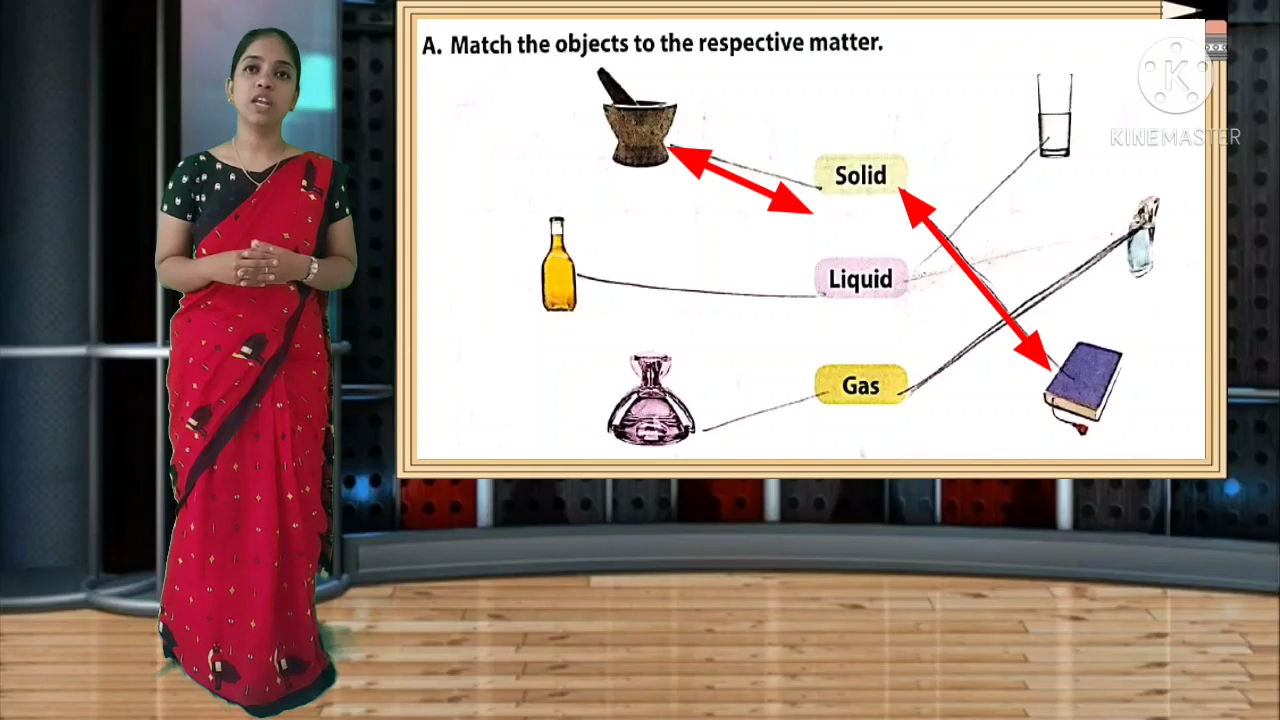 A. Match the objects to the respective matter.
Solid
Liquid
Gas
K
KINEMASTER